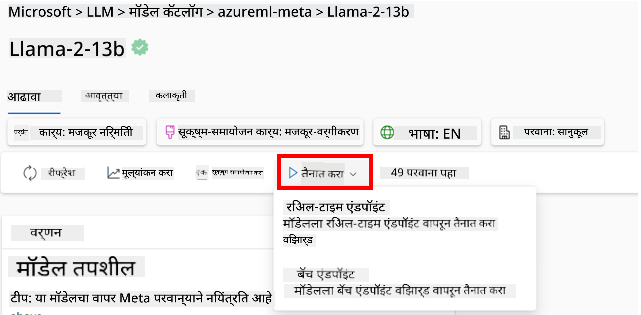 Microsoft > LLM > मॉडेल कॅटलॉग > azureml-meta > Llama-2-13b
Llama-2-13b
आढावा आवृत्त्या कलाकृती
कार्य: मजकूर निर्मिती सूक्ष्म-समायोजन कार्य: मजकूर-वर्गीकरण भाषा: EN परवाना: सानुकूल
रीफ्रेश मूल्यांकन करा तैनात करा 49 परवाना पहा
रिअल-टाइम एंडपॉइंट
मॉडेलला रिअल-टाइम एंडपॉइंट वापरून तैनात करा
विझार्ड
वर्णन
बॅच एंडपॉइंट
मॉडेल तपशील
मॉडेलला बॅच एंडपॉइंट विझार्ड वापरून तैनात करा
टीप: या मॉडेलचा वापर Meta परवान्याने नियंत्रित आहे